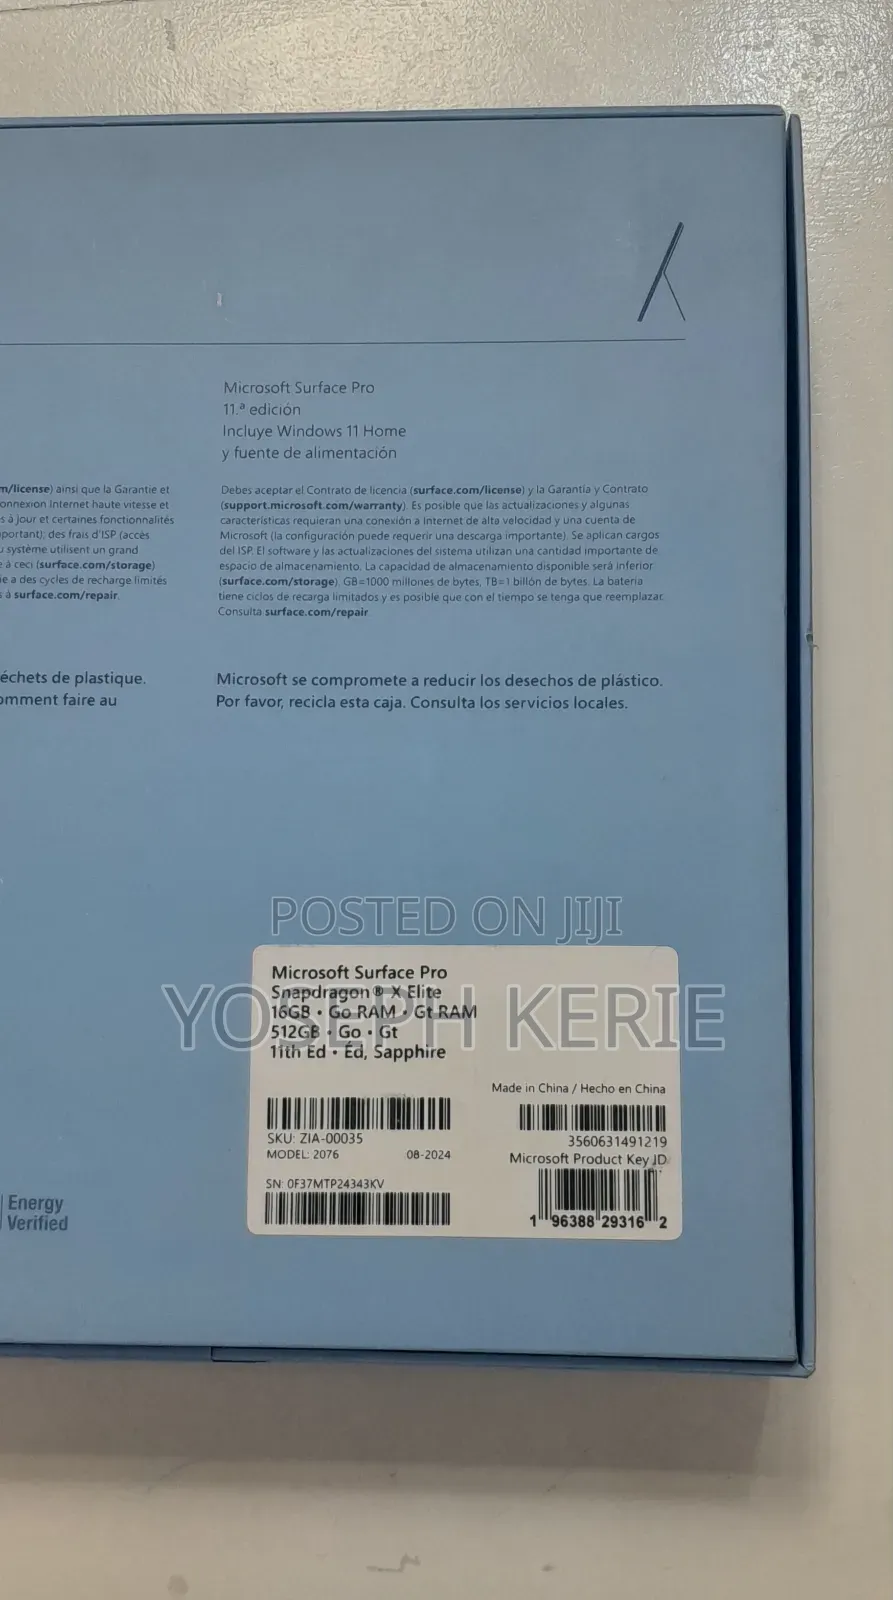 Microsoft Surface Pro
11.ª edición
Incluye Windows 11 Home
y fuente de alimentación
m/license) ainsi que la Garantie et
onnexion Internet haute vitesse et
s à jour et certaines fonctionnalités
portant); des frais d'ISP (accès
u système utilisent un grand
e à ceci (surface.com/storage)
ie a des cycles de recharge limités
s à surface.com/repair.
Debes aceptar el Contrato de licencia (surface.com/license) y la Garantía y Contrato
(support.microsoft.com/warranty). Es posible que las actualizaciones y algunas
características requieran una conexión a Internet de alta velocidad y una cuenta de
Microsoft (la configuración puede requerir una descarga importante). Se aplican cargos
del ISP. El software y las actualizaciones del sistema utilizan una cantidad importante de
espacio de almacenamiento. La capacidad de almacenamiento disponible será inferior
(surface.com/storage). GB=1000 millones de bytes, TB=1 billón de bytes. La batería
tiene ciclos de recarga limitados y es posible que con el tiempo se tenga que reemplazar.
Consulta surface.com/repair
échets de plastique.
omment faire au
Microsoft se compromete a reducir los desechos de plástico.
Por favor, recicla esta caja. Consulta los servicios locales.
POSTED ON JIJI
YOSEPH KERIE
Microsoft Surface Pro
Snapdragon® X Elite
16GB • Go RAM • Gt RAM
512GB • Go • Gt
11th Ed • Éd, Sapphire
Made in China / Hecho en China
SKU: ZIA-00035
MODEL: 2076 08-2024
3560631491219
Microsoft Product Key ID
SN: 0F37MTP24343KV
1 96388 29316 2
Energy
Verified